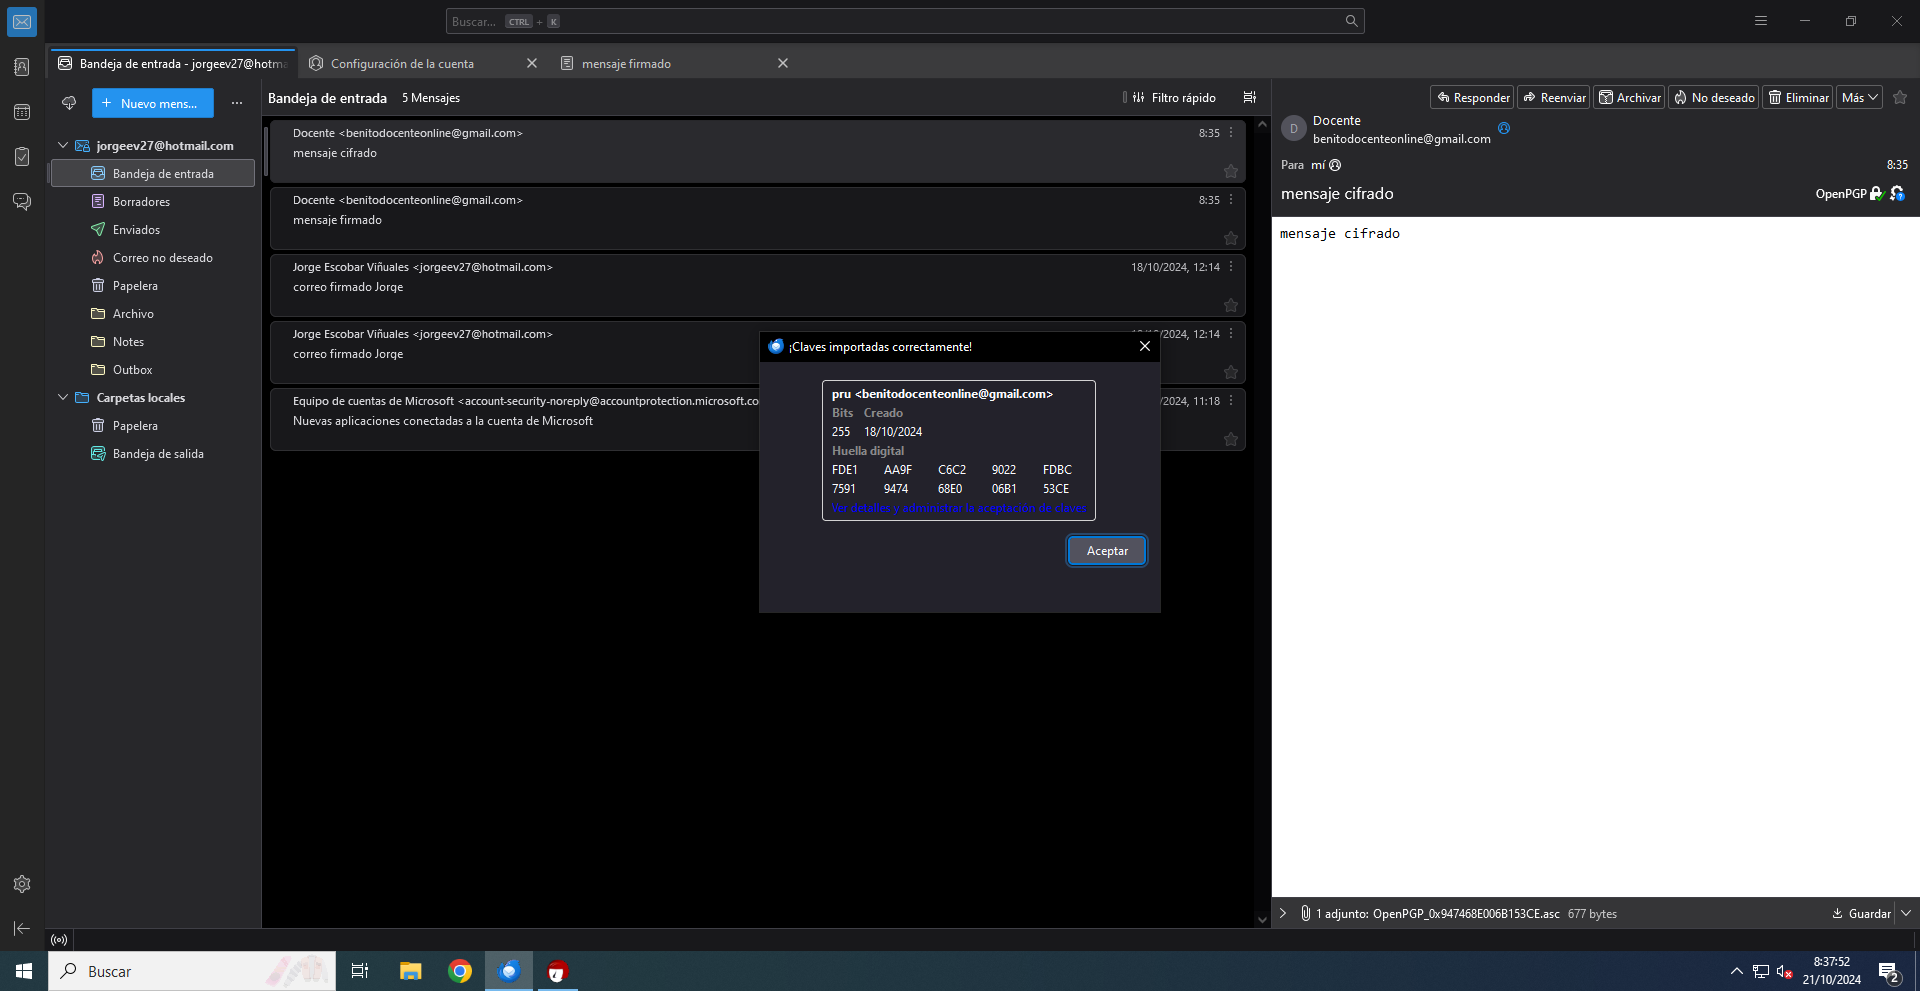 Buscar... CTRL + K
Bandeja de entrada - jorgeev27@hotma
Configuración de la cuenta
mensaje firmado
+ Nuevo mens...
jorgeev27@hotmail.com
Bandeja de entrada
Borradores
Enviados
Correo no deseado
Papelera
Archivo
Notes
Outbox
Carpetas locales
Papelera
Bandeja de salida
Bandeja de entrada 5 Mensajes
Filtro rápido
Docente <benitodocenteonline@gmail.com> 8:35
mensaje cifrado
Docente <benitodocenteonline@gmail.com> 8:35
mensaje firmado
Jorge Escobar Viñuales <jorgeev27@hotmail.com> 18/10/2024, 12:14
correo firmado Jorge
Jorge Escobar Viñuales <jorgeev27@hotmail.com> /2024, 12:14
correo firmado Jorge
Equipo de cuentas de Microsoft <account-security-noreply@accountprotection.microsoft.co /2024, 11:18
Nuevas aplicaciones conectadas a la cuenta de Microsoft
¡Claves importadas correctamente!
pru <benitodocenteonline@gmail.com>
Bits Creado
255 18/10/2024
Huella digital
FDE1 AA9F C6C2 9022 FDBC
7591 9474 68E0 06B1 53CE
Ver detalles y administrar la aceptación de claves
Aceptar
Responder
Reenviar
Archivar
No deseado
Eliminar
Más
D
Docente
benitodocenteonline@gmail.com
Para mí 8:35
mensaje cifrado
OpenPGP
mensaje cifrado
1 adjunto: OpenPGP_0x947468E006B153CE.asc 677 bytes
Guardar
Buscar
8:37:52
21/10/2024
2